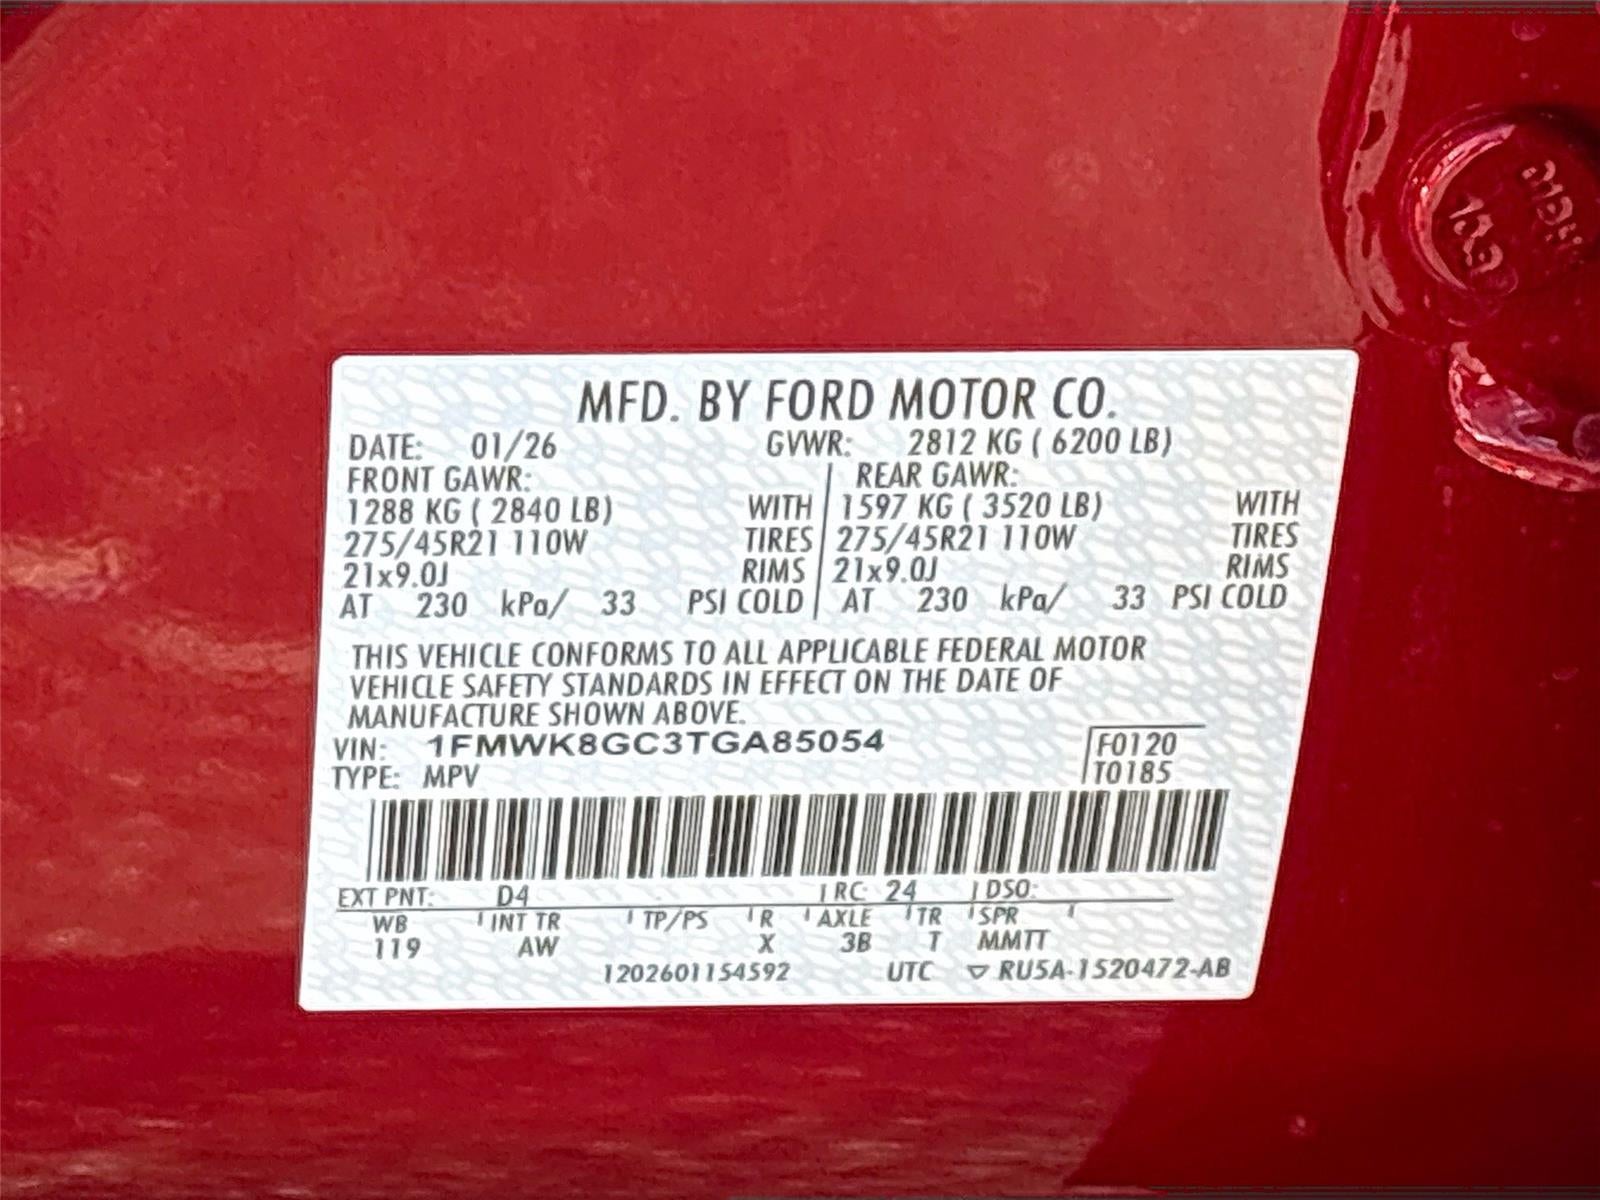 MFD. BY FORD MOTOR CO.
DATE: 01/26 GVWR: 2812 KG ( 6200 LB)
FRONT GAWR: REAR GAWR:
1288 KG ( 2840 LB) WITH 1597 KG ( 3520 LB) WITH
275/45R21 110W TIRES 275/45R21 110W TIRES
21x9.0J RIMS 21x9.0J RIMS
AT 230 kPa/ 33 PSI COLD AT 230 kPa/ 33 PSI COLD
THIS VEHICLE CONFORMS TO ALL APPLICABLE FEDERAL MOTOR
VEHICLE SAFETY STANDARDS IN EFFECT ON THE DATE OF
MANUFACTURE SHOWN ABOVE.
VIN: 1FMWK8GC3TGA85054 F0120
TYPE: MPV T0185
EXT PNT: D4 RC: 24 DSO:
WB INT TR TP/PS R AXLE TR SPR
119 AW X 3B T MMTT
1202601154592 UTC ▽ RU5A-1520472-AB